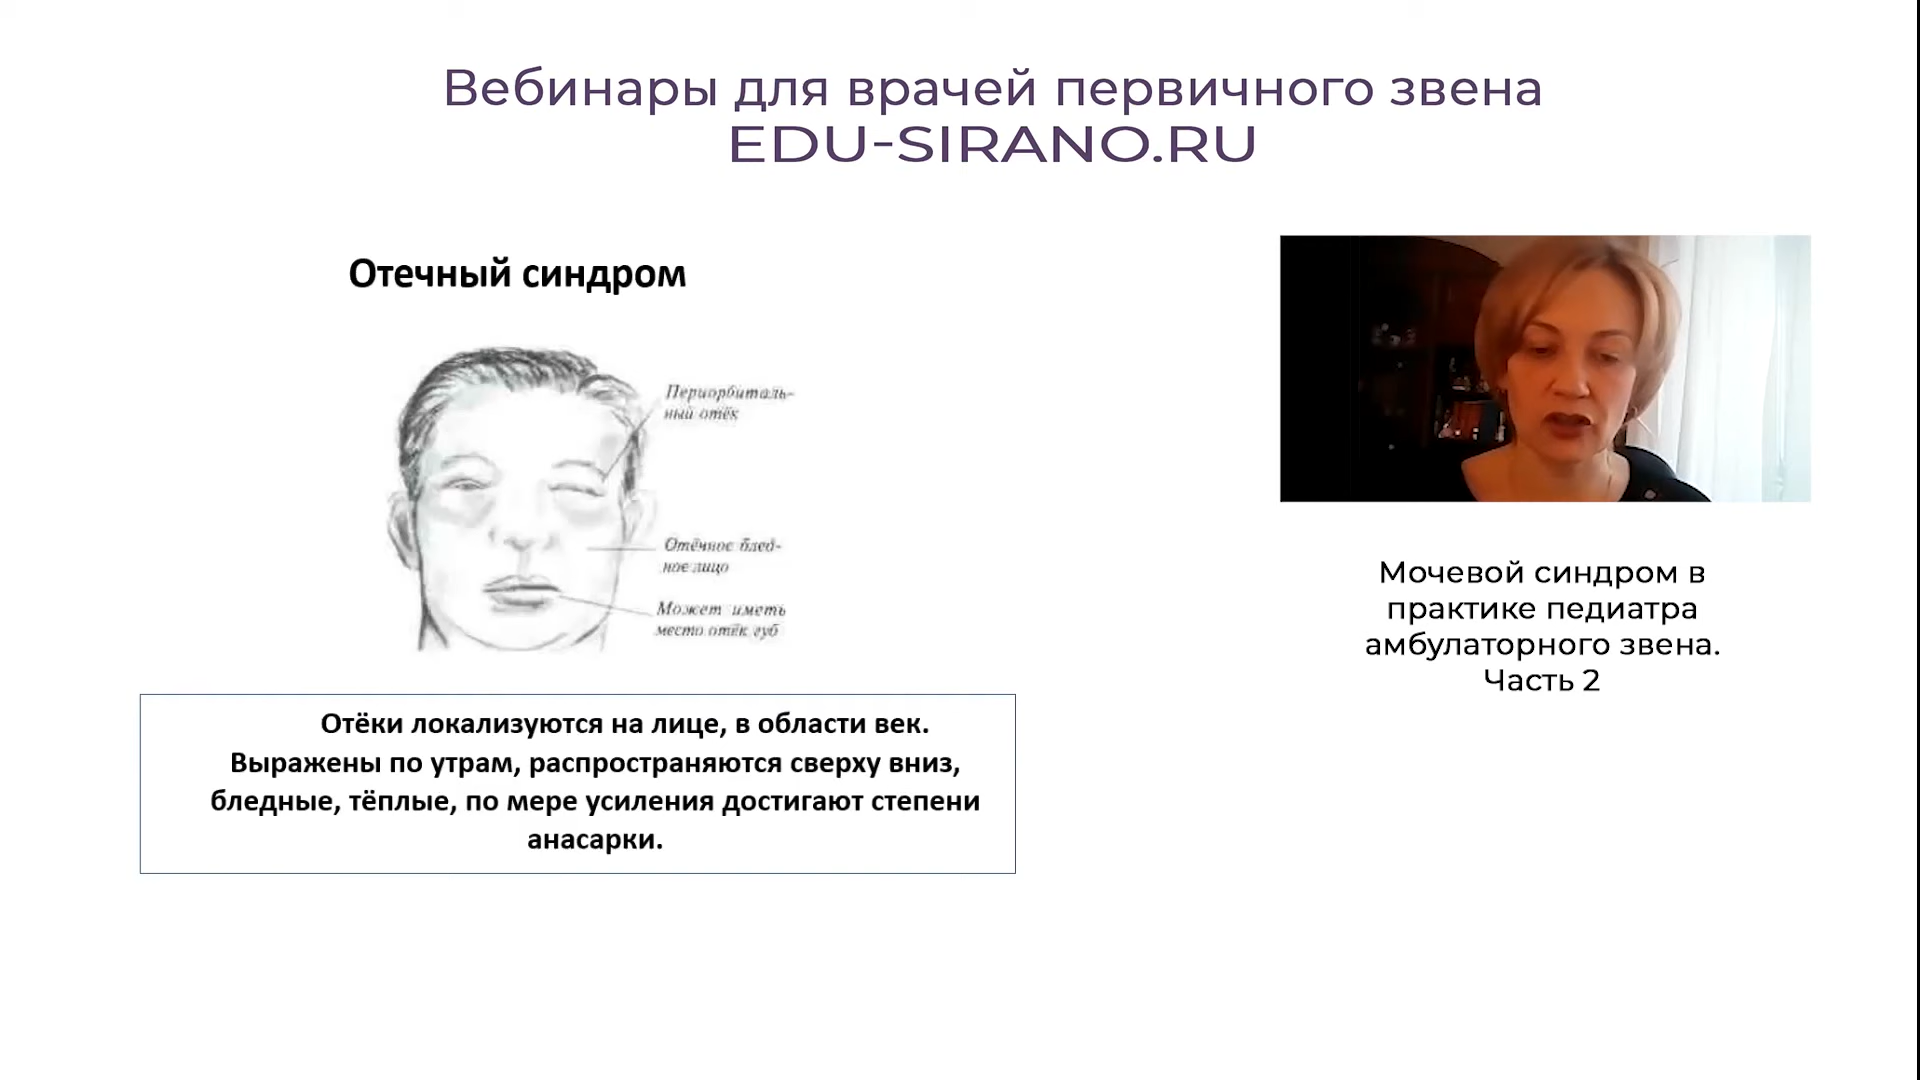 Вебинары для врачей первичного звена
EDU-SIRANO.RU
Отечный синдром
Периорбиталь-
ный отёк
Отёчное блед-
ное лицо
Может иметь
место отёк губ
Отёки локализуются на лице, в области век.
Выражены по утрам, распространяются сверху вниз,
бледные, тёплые, по мере усиления достигают степени
анасарки.
Мочевой синдром в
практике педиатра
амбулаторного звена.
Часть 2